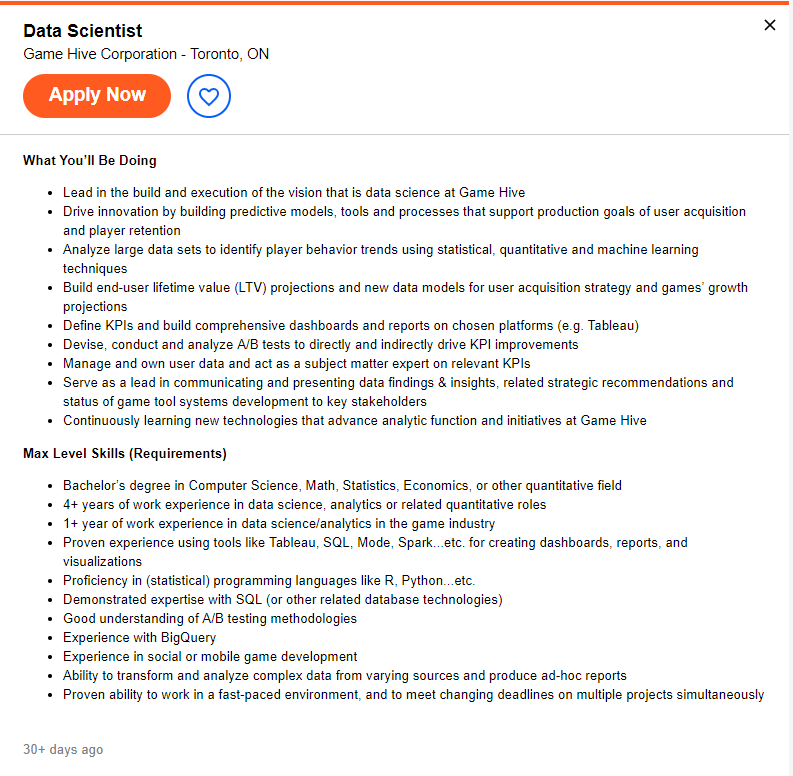 Data Scientist
Game Hive Corporation - Toronto, ON
Apply Now
What You’ll Be Doing
• Lead in the build and execution of the vision that is data science at Game Hive
• Drive innovation by building predictive models, tools and processes that support production goals of user acquisition
and player retention
• Analyze large data sets to identify player behavior trends using statistical, quantitative and machine learning
techniques
• Build end-user lifetime value (LTV) projections and new data models for user acquisition strategy and games’ growth
projections
• Define KPIs and build comprehensive dashboards and reports on chosen platforms (e.g. Tableau)
• Devise, conduct and analyze A/B tests to directly and indirectly drive KPI improvements
• Manage and own user data and act as a subject matter expert on relevant KPIs
• Serve as a lead in communicating and presenting data findings & insights, related strategic recommendations and
status of game tool systems development to key stakeholders
• Continuously learning new technologies that advance analytic function and initiatives at Game Hive
Max Level Skills (Requirements)
• Bachelor’s degree in Computer Science, Math, Statistics, Economics, or other quantitative field
• 4+ years of work experience in data science, analytics or related quantitative roles
• 1+ year of work experience in data science/analytics in the game industry
• Proven experience using tools like Tableau, SQL, Mode, Spark...etc. for creating dashboards, reports, and
visualizations
• Proficiency in (statistical) programming languages like R, Python...etc.
• Demonstrated expertise with SQL (or other related database technologies)
• Good understanding of A/B testing methodologies
• Experience with BigQuery
• Experience in social or mobile game development
• Ability to transform and analyze complex data from varying sources and produce ad-hoc reports
• Proven ability to work in a fast-paced environment, and to meet changing deadlines on multiple projects simultaneously
30+ days ago